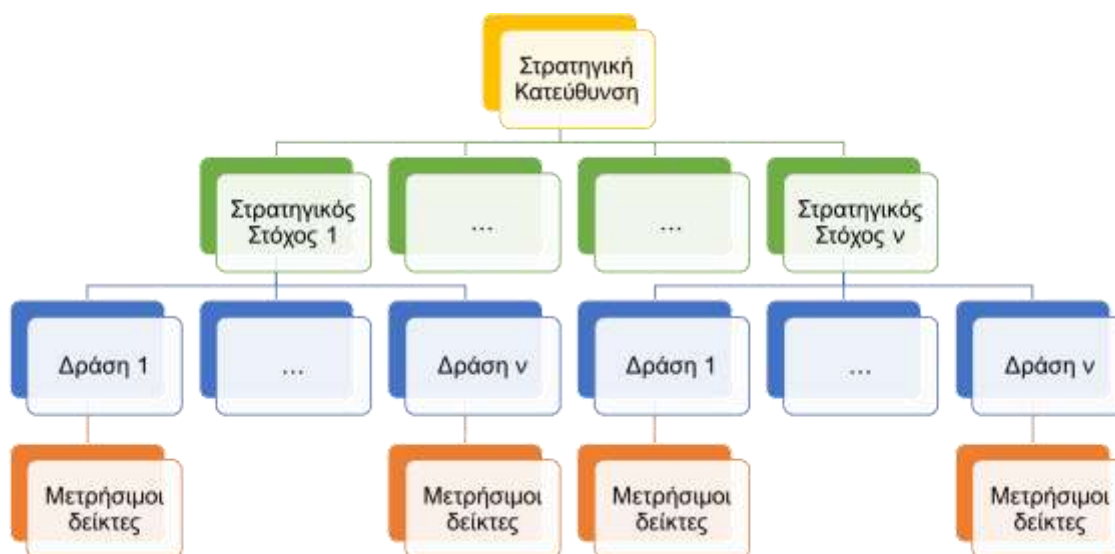 Στρατηγική
Κατεύθυνση
Στρατηγικός
Στόχος 1
...
...
Στρατηγικός
Στόχος ν
Δράση 1
...
Δράση ν
Δράση 1
...
Δράση ν
Μετρήσιμοι
δείκτες
Μετρήσιμοι
δείκτες
Μετρήσιμοι
δείκτες
Μετρήσιμοι
δείκτες